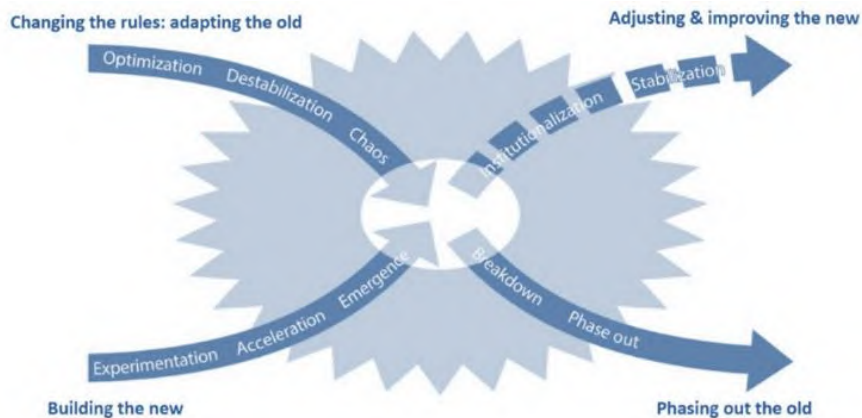 Changing the rules: adapting the old
Adjusting & improving the new
Optimization Destabilization Chaos
Institutionalization Stabilization
Experimentation Acceleration Emergence
Breakdown Phase out
Building the new
Phasing out the old